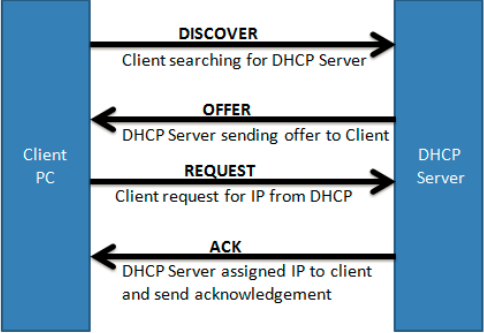 DISCOVER
Client searching for DHCP Server
OFFER
DHCP Server sending offer to Client
Client
PC
DHCP
Server
REQUEST
Client request for IP from DHCP
ACK
DHCP Server assigned IP to client
and send acknowledgement